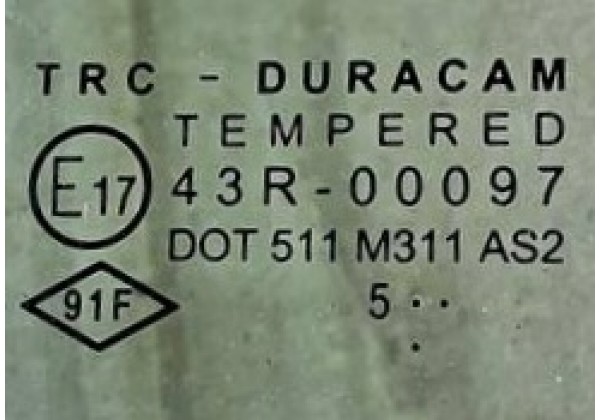 TRC - DURACAM
TEMPERED
E17 43R-00097
DOT 511 M311 AS2
91F 5 ··
·